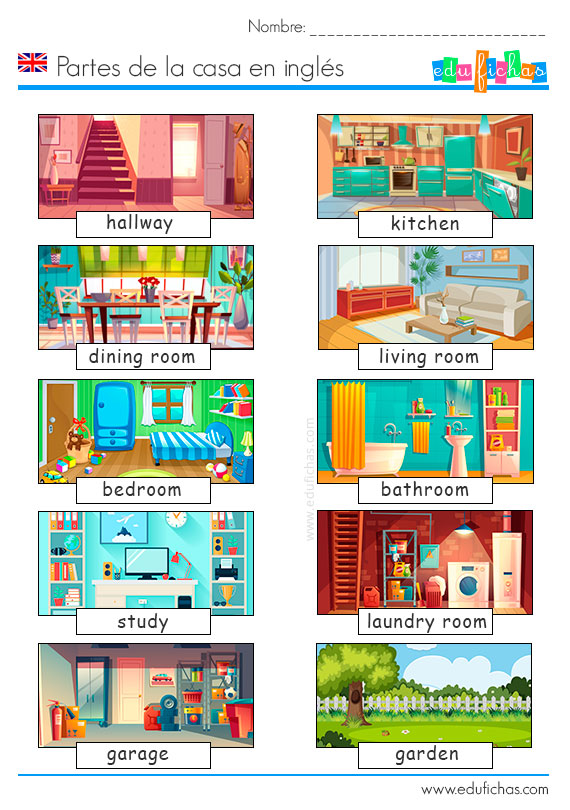 Nombre: ___________________________
Partes de la casa en inglés
edufichas
hallway
kitchen
dining room
living room
bedroom
bathroom
www.edufichas.com
study
laundry room
garage
garden
www.edufichas.com